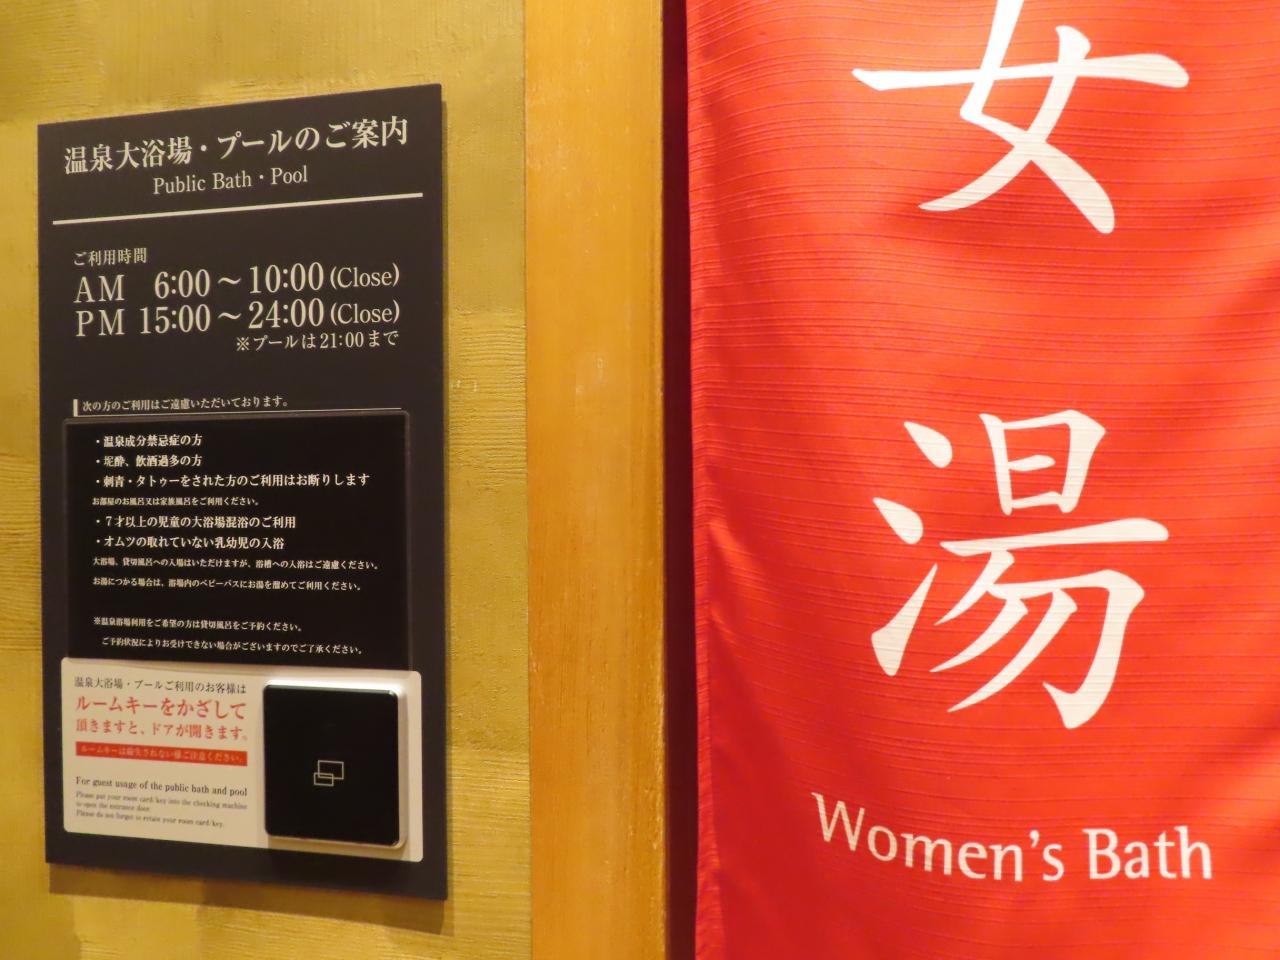 温泉大浴場・プールのご案内
Public Bath・Pool
ご利用時間
AM 6:00～10:00(Close)
PM 15:00～24:00(Close)
※プールは21:00まで
次の方のご利用はご遠慮いただいております。
・温泉成分禁忌症の方
・泥酔、飲酒過多の方
・刺青・タトゥーをされた方のご利用はお断りします
お部屋のお風呂又は家族風呂をご利用ください。
・７才以上の児童の大浴場混浴のご利用
・オムツの取れていない乳幼児の入浴
大浴場、貸切風呂への入場はいただけますが、浴槽への入浴はご遠慮ください。
お湯につかる場合は、浴場内のベビーバスにお湯を溜めてご利用ください。
※温泉浴場利用をご希望の方は貸切風呂をご予約ください。
ご予約状況によりお受けできない場合がございますのでご了承ください。
温泉大浴場・プールご利用のお客様は
ルームキーをかざして
頂きますと、ドアが開きます。
ルームキーは紛失されない様ご注意ください。
For guest usage of the public bath and pool
Please put your room card/key into the checking machine
to open the entrance door.
Please do not forget to retain your room card/key.
女
湯
Women's Bath